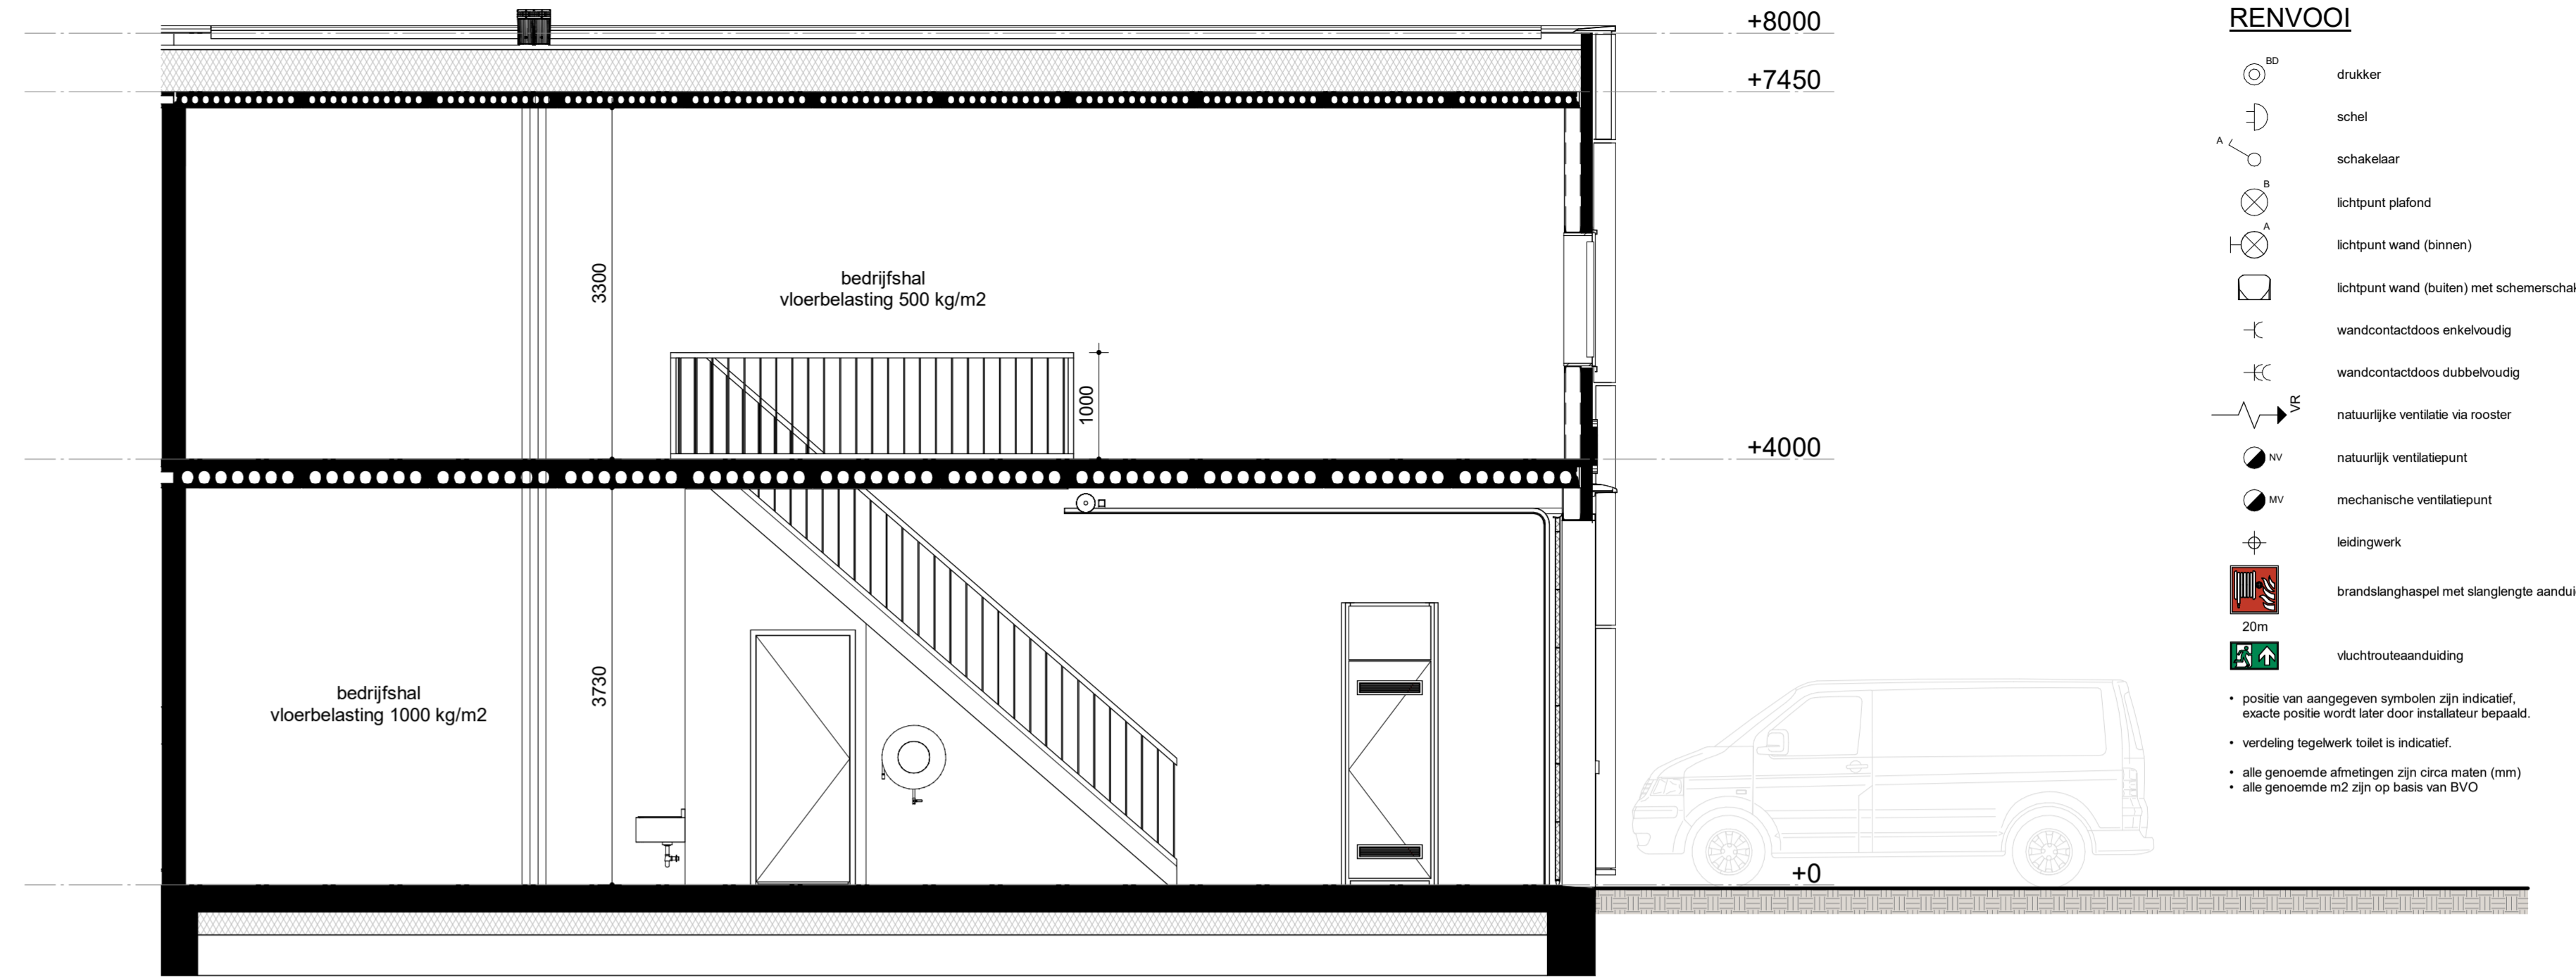 +8000
+7450
3300
bedrijfshal
vloerbelasting 500 kg/m2
1000
+4000
bedrijfshal
vloerbelasting 1000 kg/m2
3730
+0
RENVOOI
BD
drukker
schel
A
schakelaar
B
lichtpunt plafond
A
lichtpunt wand (binnen)
lichtpunt wand (buiten) met schemerschak
wandcontactdoos enkelvoudig
wandcontactdoos dubbelvoudig
VR
natuurlijke ventilatie via rooster
NV
natuurlijk ventilatiepunt
MV
mechanische ventilatiepunt
leidingwerk
brandslanghaspel met slanglengte aandui
20m
vluchtrouteaanduiding
• positie van aangegeven symbolen zijn indicatief,
exacte positie wordt later door installateur bepaald.
• verdeling tegelwerk toilet is indicatief.
• alle genoemde afmetingen zijn circa maten (mm)
• alle genoemde m2 zijn op basis van BVO